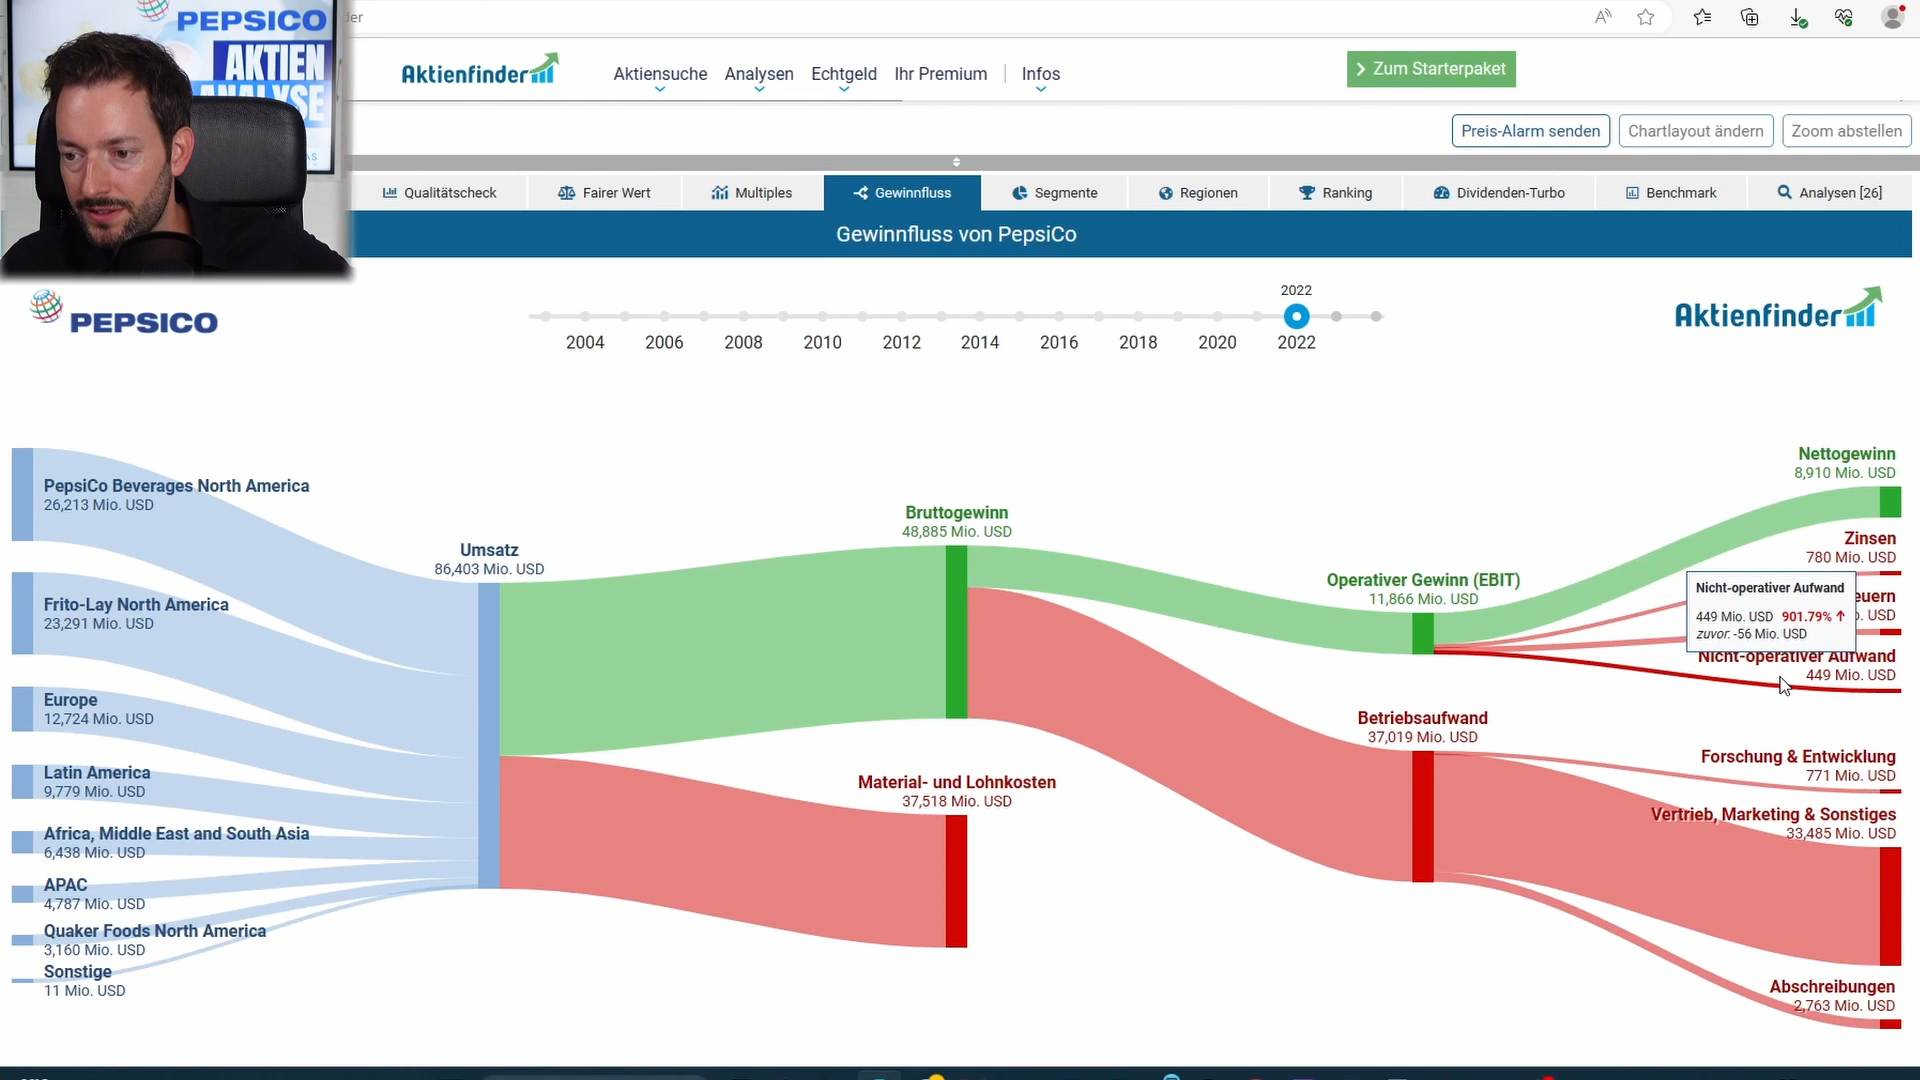 PEPSICO
AKTIEN
ANALYSE
der
Aktienfinder
Aktiensuche
Analysen
Echtgeld
Ihr Premium
Infos
Zum Starterpaket
Preis-Alarm senden
Chartlayout ändern
Zoom abstellen
Qualitätscheck
Fairer Wert
Multiples
Gewinnfluss
Segmente
Regionen
Ranking
Dividenden-Turbo
Benchmark
Analysen [26]
Gewinnfluss von PepsiCo
PEPSICO
2022
2004 2006 2008 2010 2012 2014 2016 2018 2020 2022
Aktienfinder
PepsiCo Beverages North America
26,213 Mio. USD
Frito-Lay North America
23,291 Mio. USD
Europe
12,724 Mio. USD
Latin America
9,779 Mio. USD
Africa, Middle East and South Asia
6,438 Mio. USD
APAC
4,787 Mio. USD
Quaker Foods North America
3,160 Mio. USD
Sonstige
11 Mio. USD
Umsatz
86,403 Mio. USD
Bruttogewinn
48,885 Mio. USD
Material- und Lohnkosten
37,518 Mio. USD
Operativer Gewinn (EBIT)
11,866 Mio. USD
Betriebsaufwand
37,019 Mio. USD
Nettogewinn
8,910 Mio. USD
Zinsen
780 Mio. USD
Nicht-operativer Aufwand
449 Mio. USD 901.79% ↑
zuvor: -56 Mio. USD
euern
o. USD
Nicht-operativer Aufwand
449 Mio. USD
Forschung & Entwicklung
771 Mio. USD
Vertrieb, Marketing & Sonstiges
33,485 Mio. USD
Abschreibungen
2,763 Mio. USD